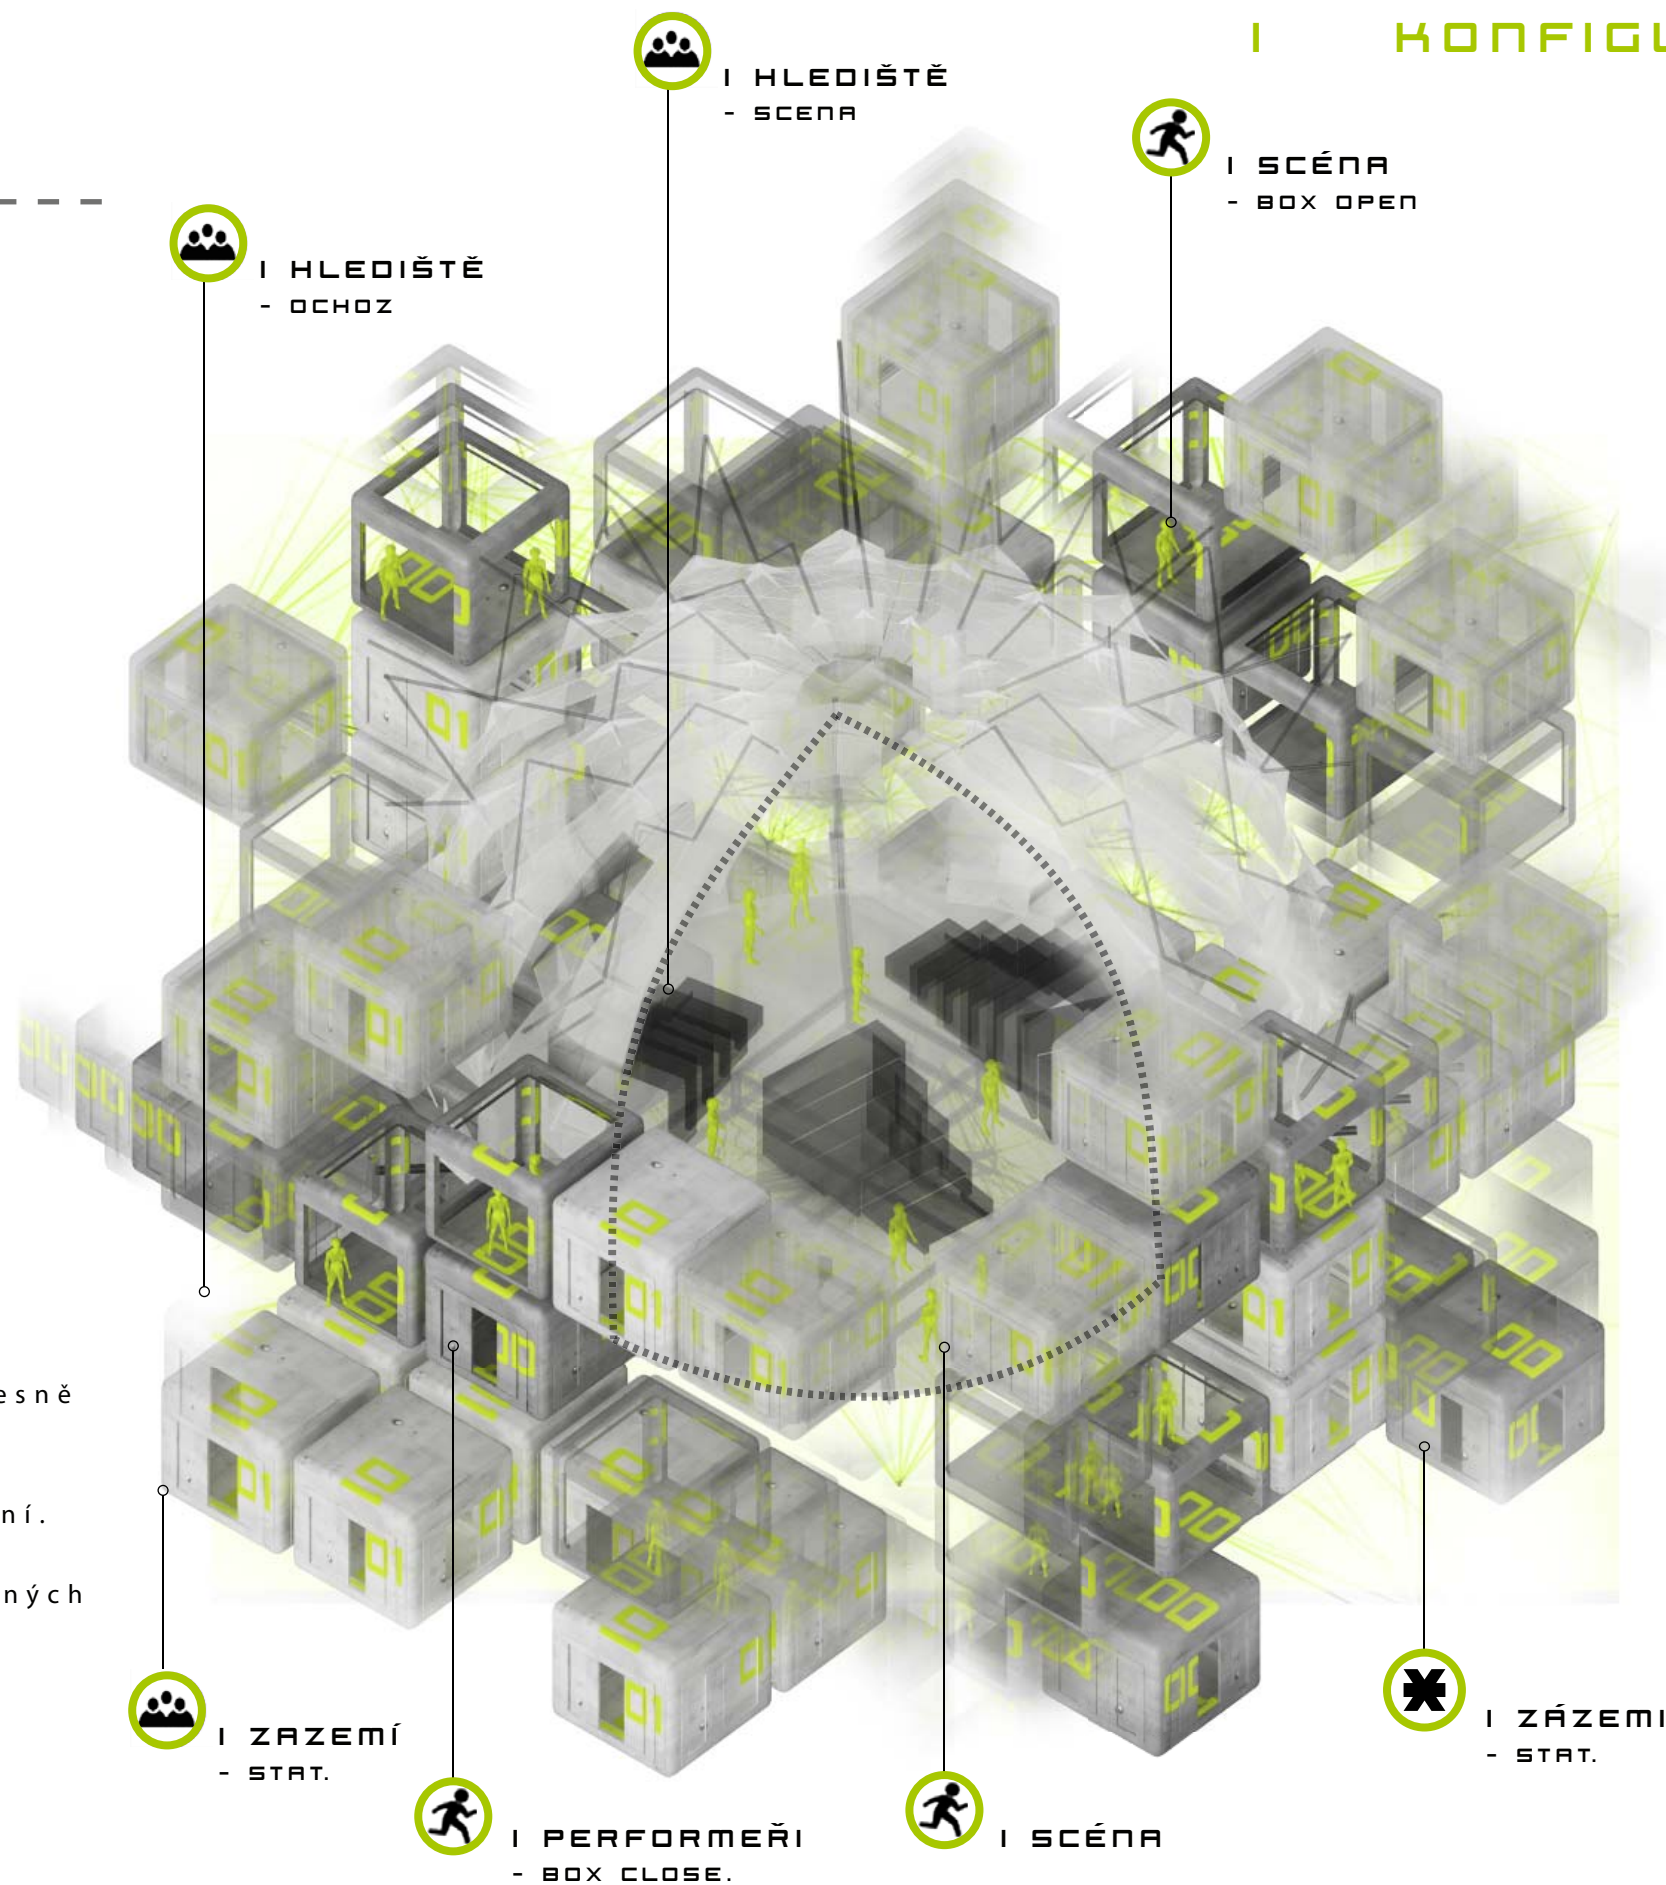 I KONFIGU
I HLEDIŠTĚ
- SCENA
I SCÉNA
- BOX OPEN
I HLEDIŠTĚ
- OCHOZ
esně
ní.
ných
I ZAZEMÍ
- STAT.
I PERFORMEŘI
- BOX CLOSE.
I SCÉNA
I ZÁZEMI
- STAT.